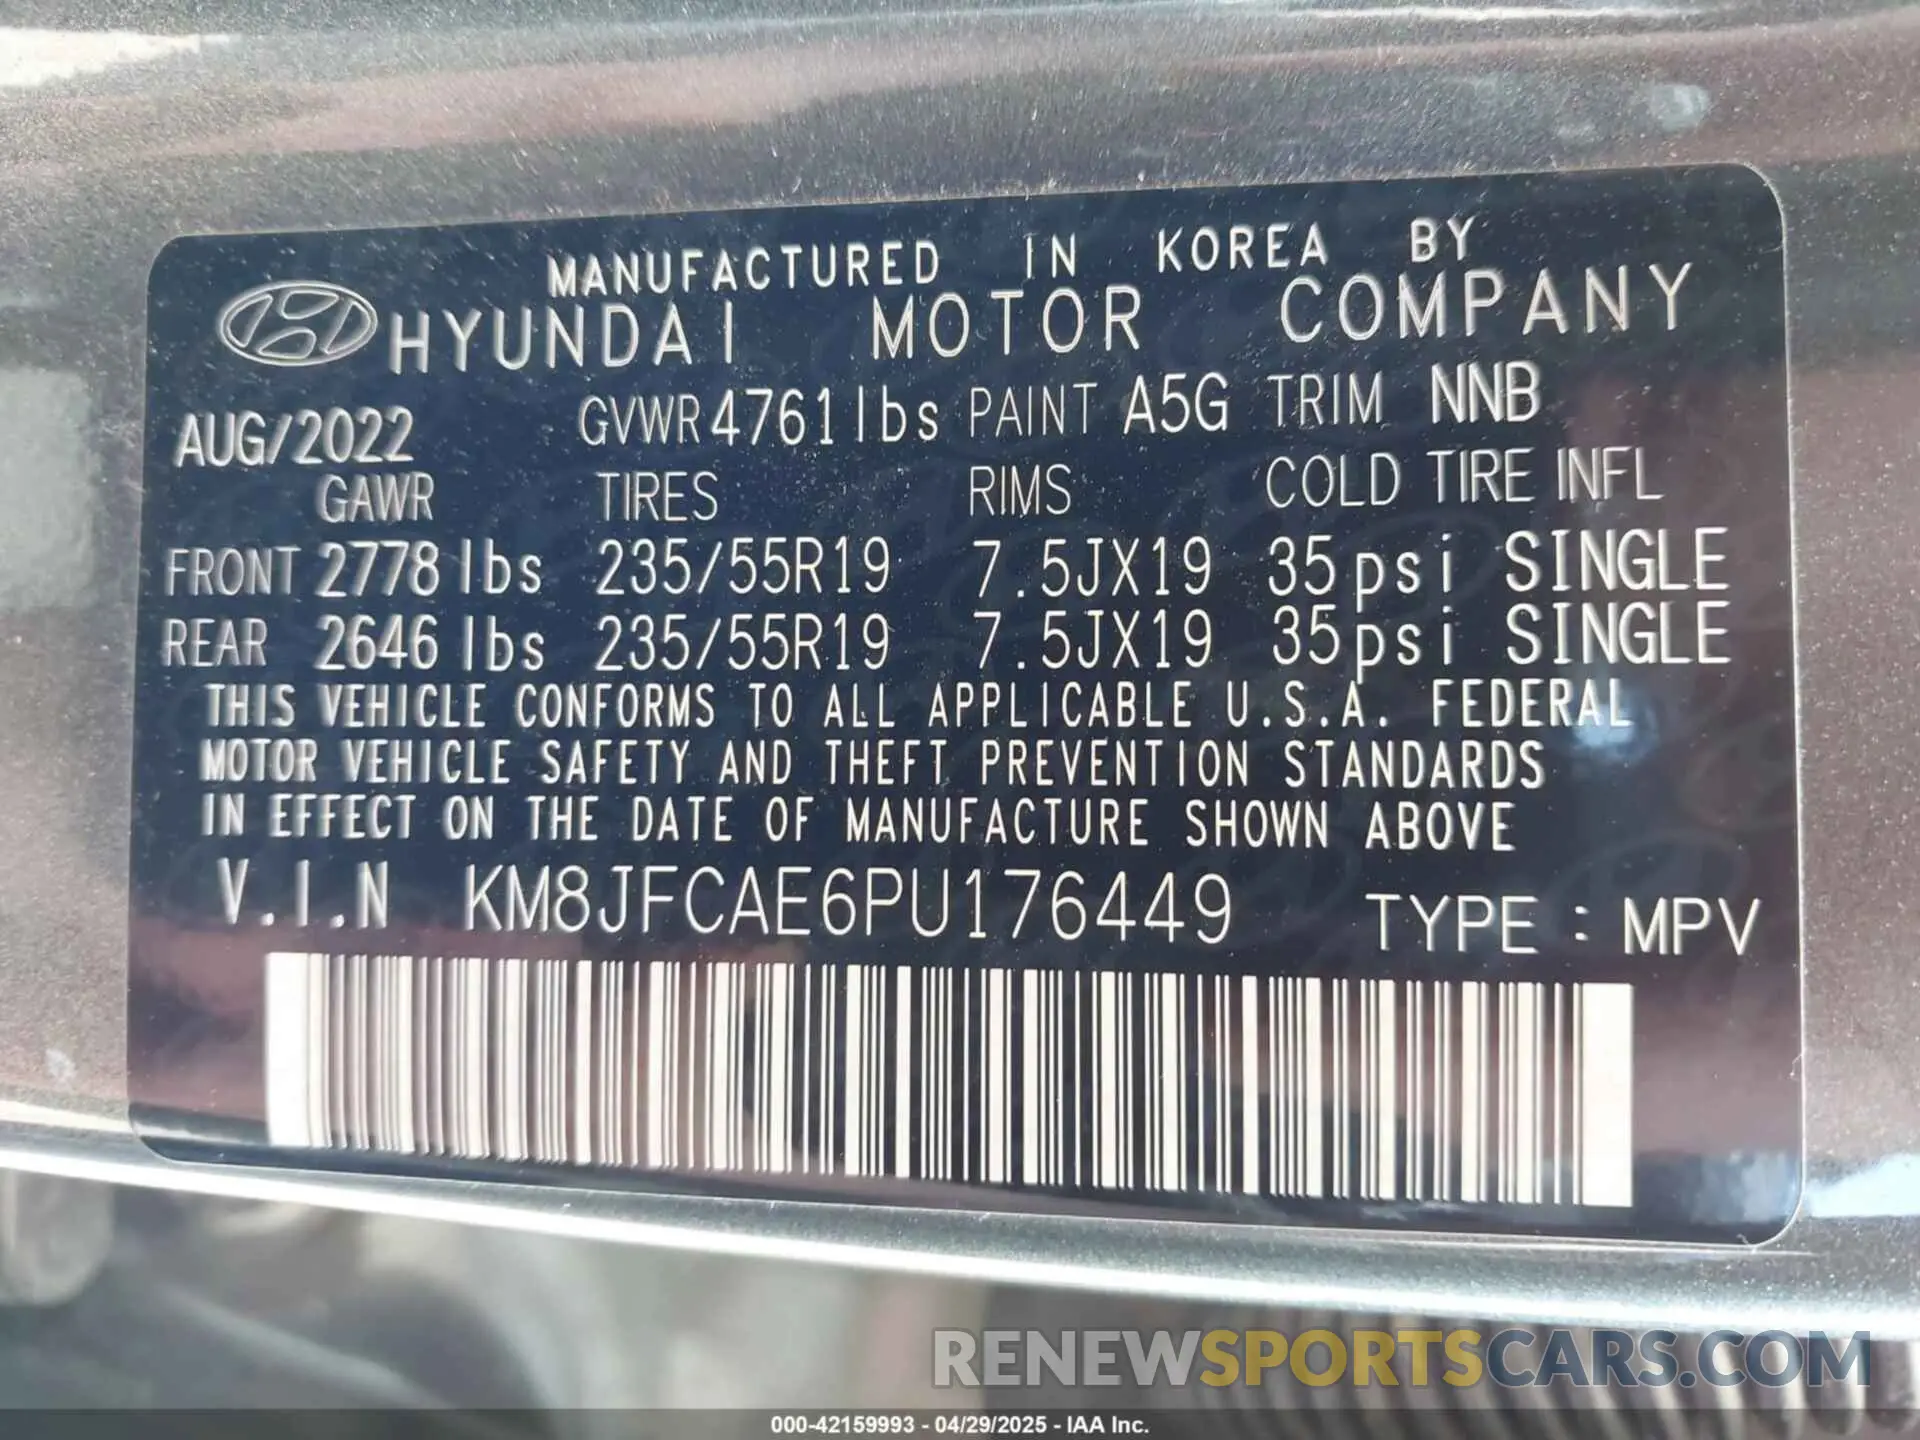 MANUFACTURED IN KOREA BY
HYUNDAI MOTOR COMPANY
AUG/2022 GVWR 4761 lbs PAINT A5G TRIM NNB
GAWR TIRES RIMS COLD TIRE INFL
FRONT 2778 lbs 235/55R19 7.5JX19 35psi SINGLE
REAR 2646 lbs 235/55R19 7.5JX19 35psi SINGLE
THIS VEHICLE CONFORMS TO ALL APPLICABLE U.S.A. FEDERAL
MOTOR VEHICLE SAFETY AND THEFT PREVENTION STANDARDS
IN EFFECT ON THE DATE OF MANUFACTURE SHOWN ABOVE
V.I.N KM8JFCAE6PU176449 TYPE : MPV
RENEWSPORTSCARS.COM
000-42159993 - 04/29/2025 - IAA Inc.